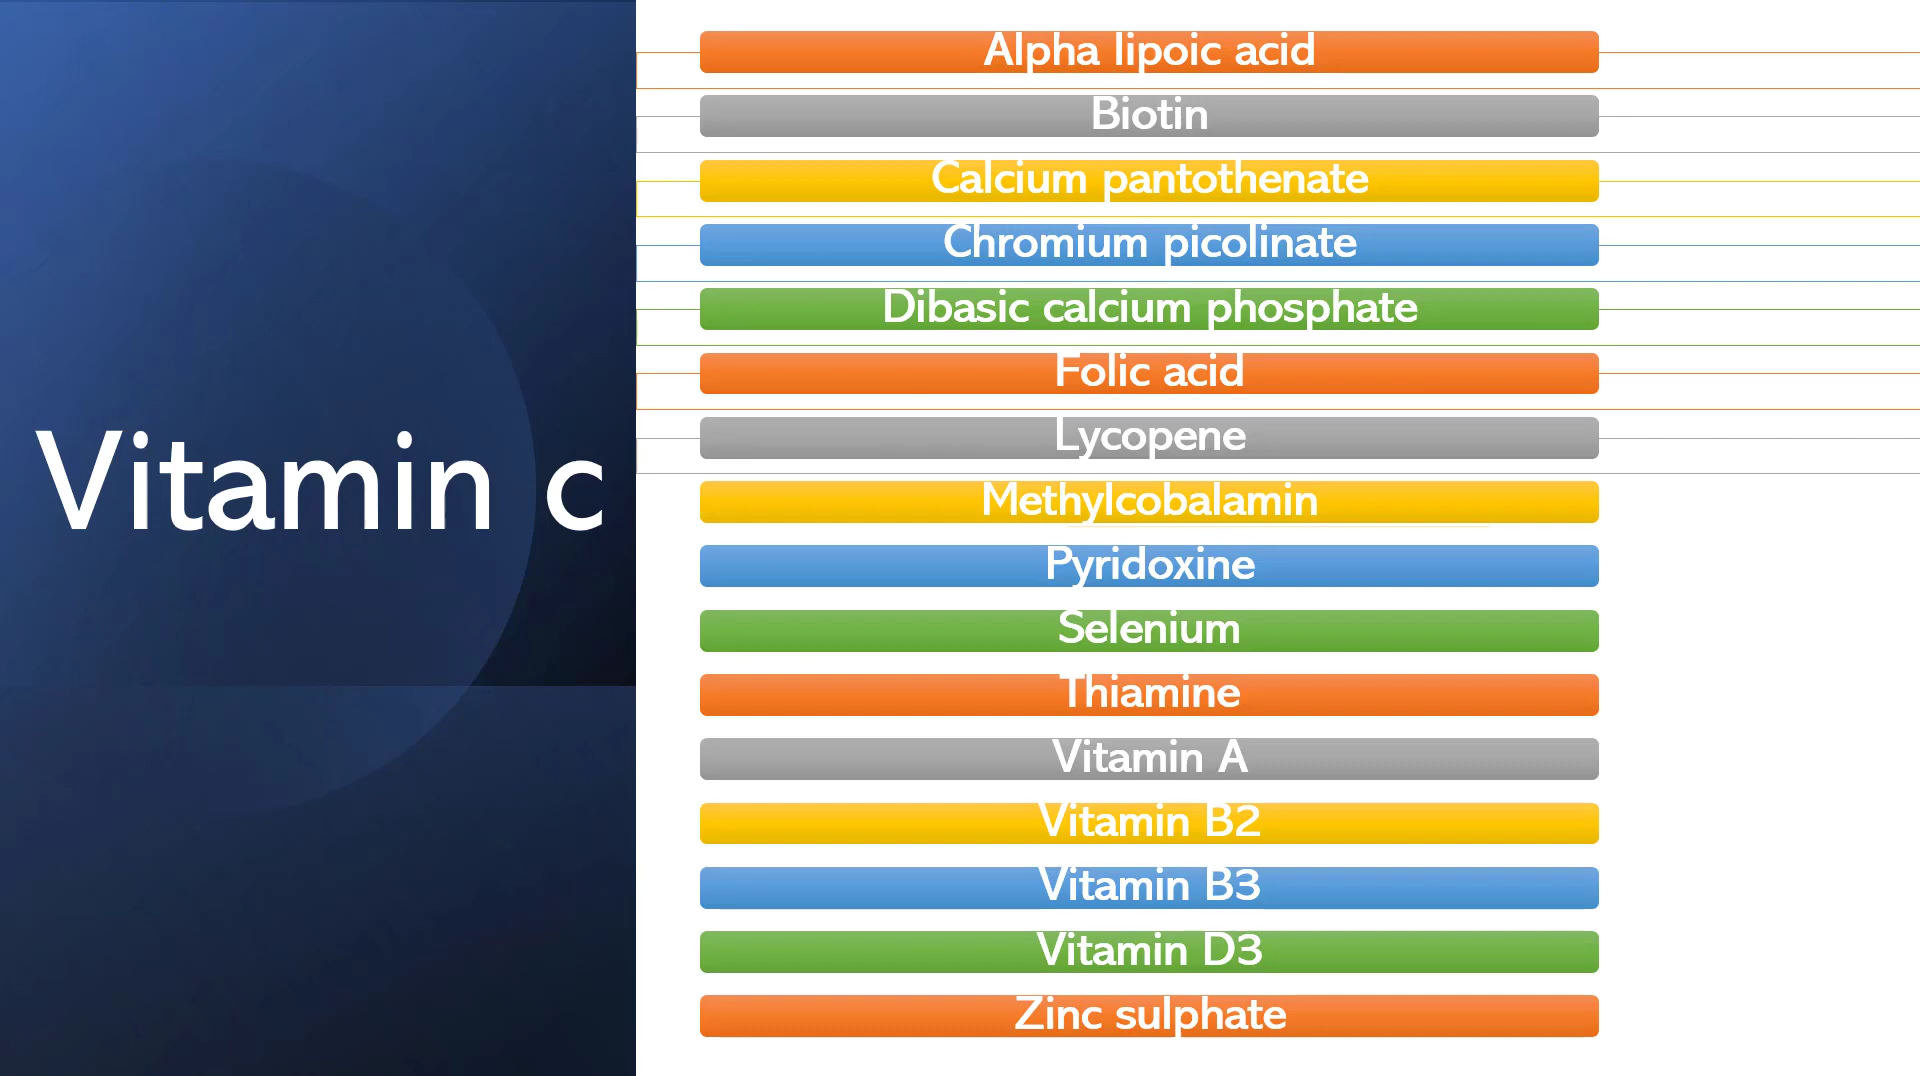 Vitamin c
Alpha lipoic acid
Biotin
Calcium pantothenate
Chromium picolinate
Dibasic calcium phosphate
Folic acid
Lycopene
Methylcobalamin
Pyridoxine
Selenium
Thiamine
Vitamin A
Vitamin B2
Vitamin B3
Vitamin D3
Zinc sulphate